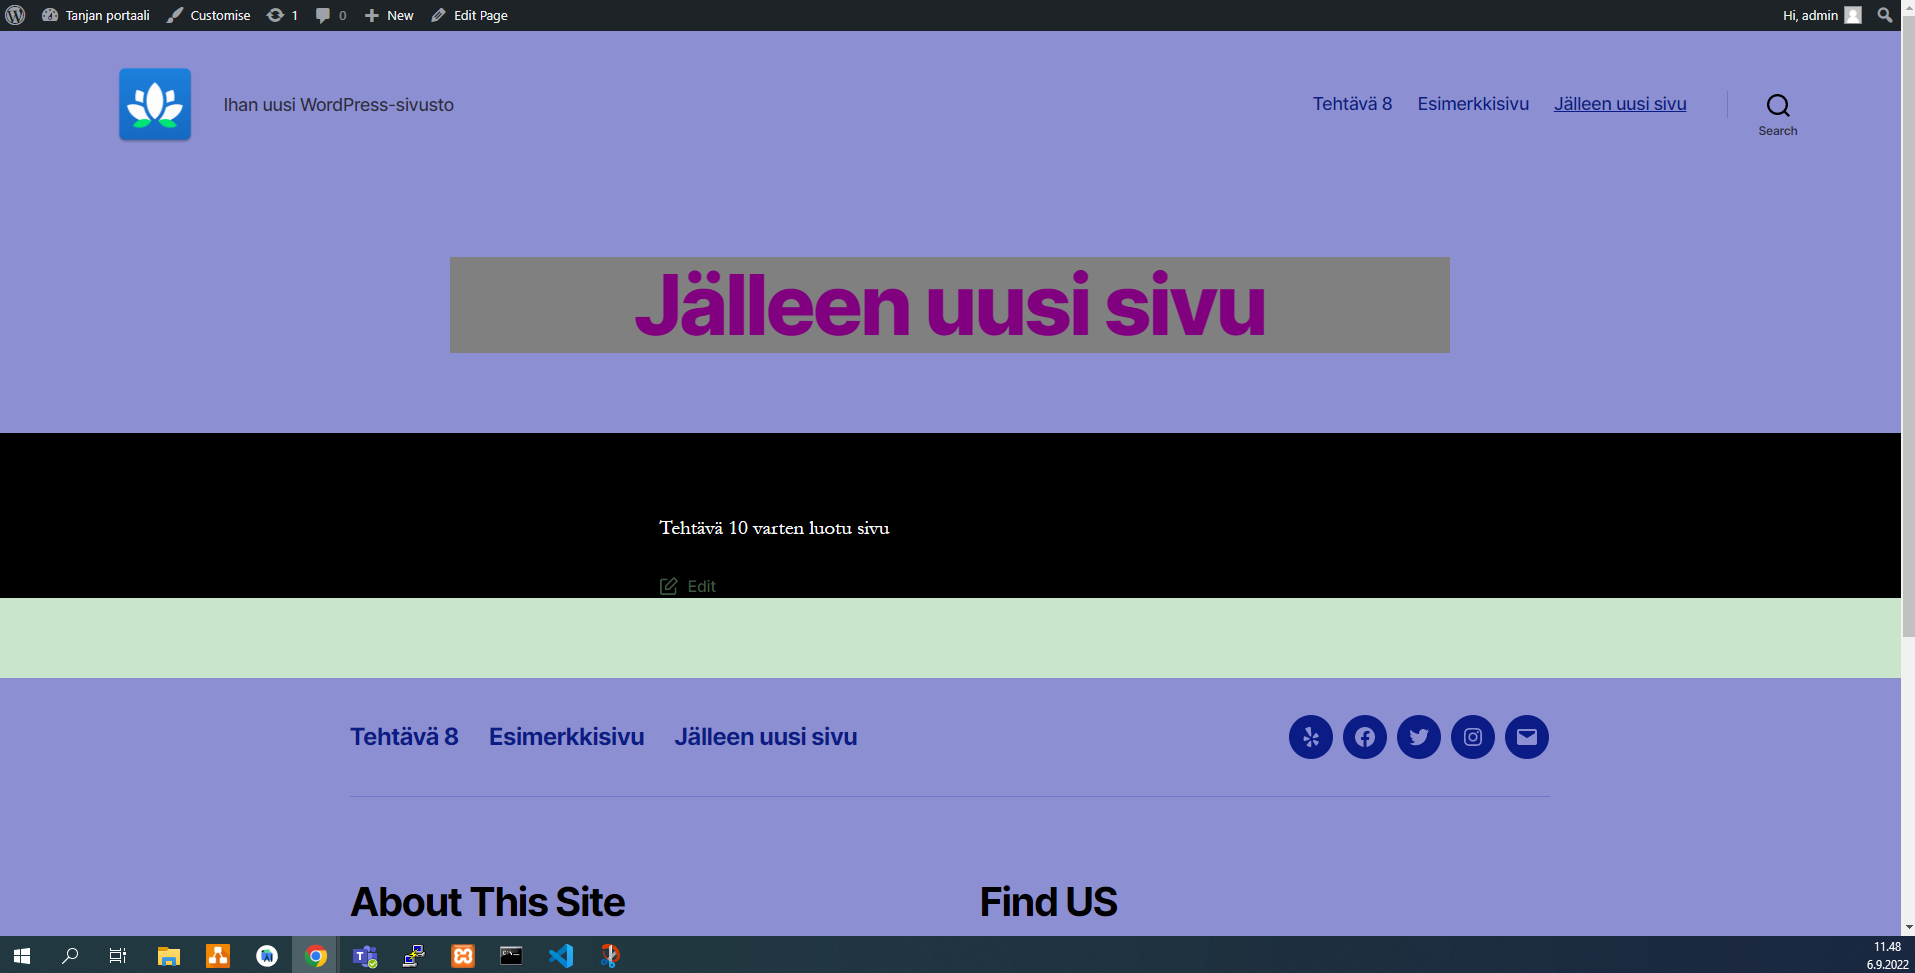 Tanjan portaali Customise 1 0 New Edit Page Hi, admin
Ihan uusi WordPress-sivusto
Tehtävä 8 Esimerkkisivu Jälleen uusi sivu
Search
Jälleen uusi sivu
Tehtävä 10 varten luotu sivu
Edit
Tehtävä 8 Esimerkkisivu Jälleen uusi sivu
About This Site Find US
11.48
6.9.2022